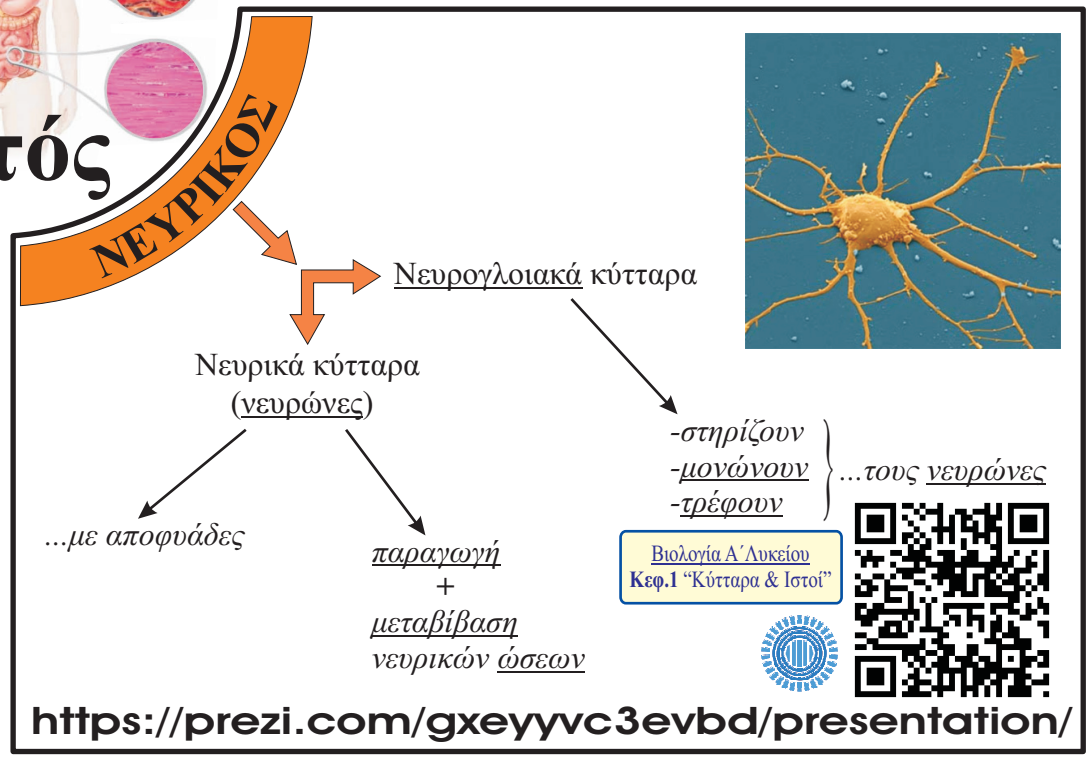 τός
ΝΕΥΡΙΚΟΣ
Νευρογλοιακά κύτταρα
Νευρικά κύτταρα
(νευρώνες)
-στηρίζουν
-μονώνουν
-τρέφουν
...τους νευρώνες
...με αποφυάδες
παραγωγή
+
μεταβίβαση
νευρικών ώσεων
Βιολογία Α΄Λυκείου
Κεφ.1 “Κύτταρα & Ιστοί”
https://prezi.com/gxeyyvc3evbd/presentation/